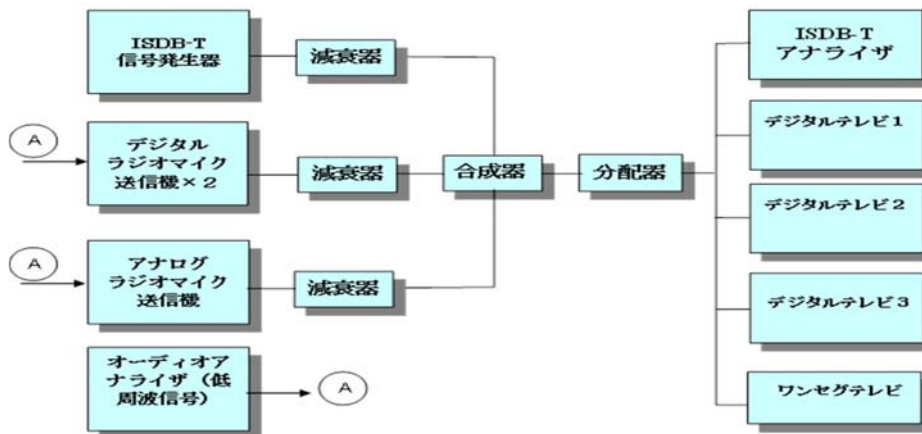 ISDB-T
信号発生器
減衰器
ISDB-T
アナライザ
A
デジタル
ラジオマイク
送信機×2
減衰器
合成器
分配器
デジタルテレビ1
デジタルテレビ2
A
アナログ
ラジオマイク
送信機
減衰器
デジタルテレビ3
オーディオア
ナライザ（低
周波信号）
A
ワンセグテレビ